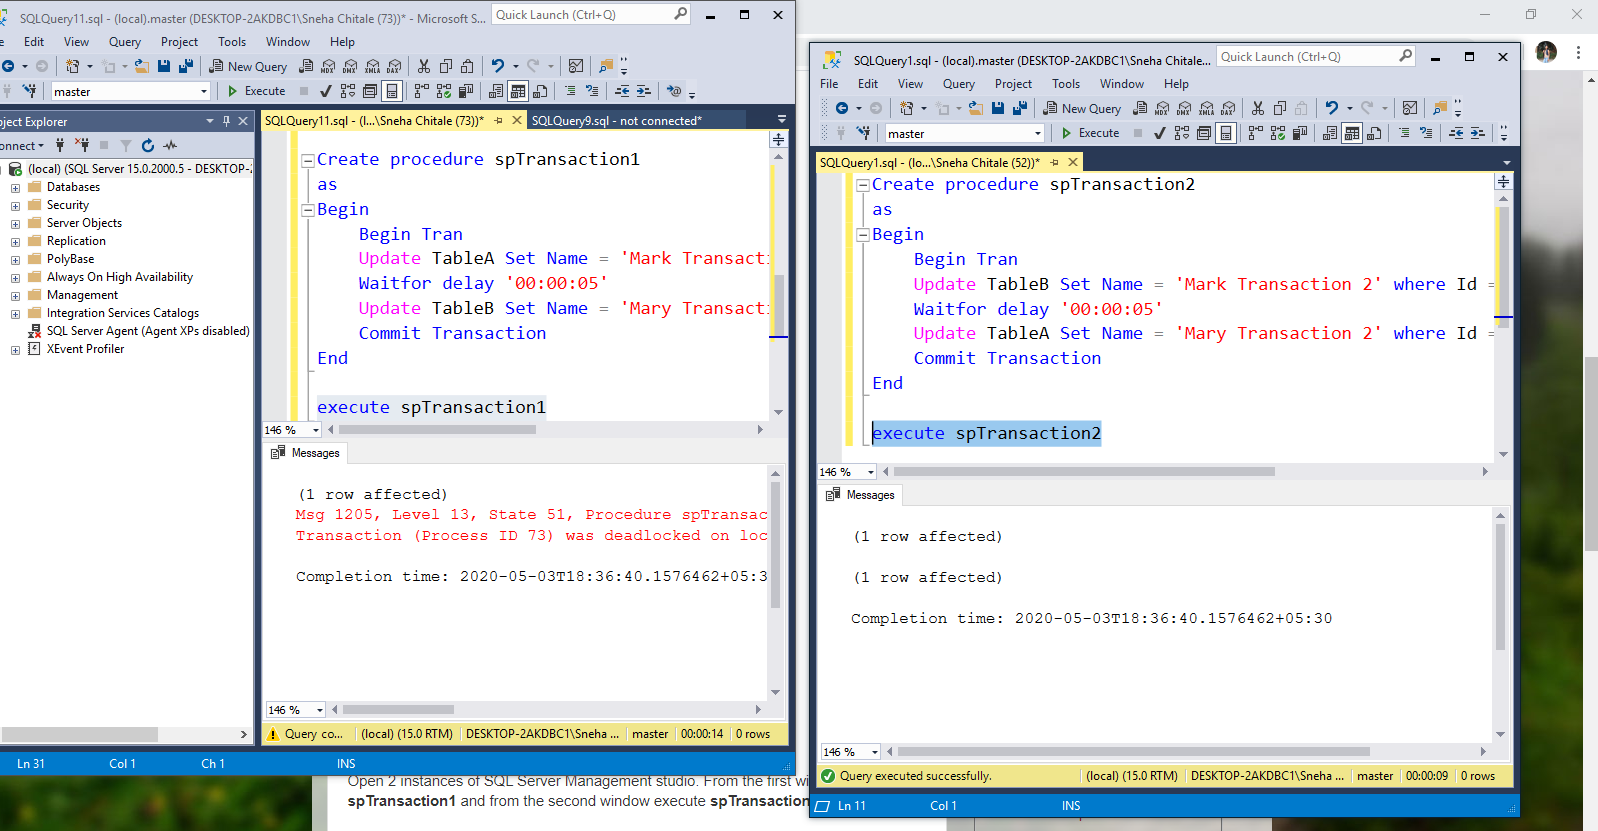 SQLQuery11.sql - (local).master (DESKTOP-2AKDBC1\Sneha Chitale (73))* - Microsoft S...
Quick Launch (Ctrl+Q)
e Edit View Query Project Tools Window Help
New Query
MDX DMX XMLA DAX
master
Execute
ject Explorer
onnect
(local) (SQL Server 15.0.2000.5 - DESKTOP-2
Databases
Security
Server Objects
Replication
PolyBase
Always On High Availability
Management
Integration Services Catalogs
SQL Server Agent (Agent XPs disabled)
XEvent Profiler
SQLQuery11.sql - (l...\Sneha Chitale (73))*
SQLQuery9.sql - not connected*
Create procedure spTransaction1
as
Begin
Begin Tran
Update TableA Set Name = 'Mark Transacti
Waitfor delay '00:00:05'
Update TableB Set Name = 'Mary Transacti
Commit Transaction
End
execute spTransaction1
146 %
Messages
(1 row affected)
Msg 1205, Level 13, State 51, Procedure spTransac
Transaction (Process ID 73) was deadlocked on loc
Completion time: 2020-05-03T18:36:40.1576462+05:3
146 %
Query co... (local) (15.0 RTM) DESKTOP-2AKDBC1\Sneha ... master 00:00:14 0 rows
Ln 31 Col 1 Ch 1 INS
SQLQuery1.sql - (local).master (DESKTOP-2AKDBC1\Sneha Chitale...
Quick Launch (Ctrl+Q)
File Edit View Query Project Tools Window Help
New Query
MDX DMX XMLA DAX
master
Execute
SQLQuery1.sql - (lo...\Sneha Chitale (52))*
Create procedure spTransaction2
as
Begin
Begin Tran
Update TableB Set Name = 'Mark Transaction 2' where Id =
Waitfor delay '00:00:05'
Update TableA Set Name = 'Mary Transaction 2' where Id =
Commit Transaction
End
execute spTransaction2
146 %
Messages
(1 row affected)
(1 row affected)
Completion time: 2020-05-03T18:36:40.1576462+05:30
146 %
Query executed successfully. (local) (15.0 RTM) DESKTOP-2AKDBC1\Sneha ... master 00:00:09 0 rows
Ln 11 Col 1 INS
Open 2 instances of SQL Server Management studio. From the first wi
spTransaction1 and from the second window execute spTransaction